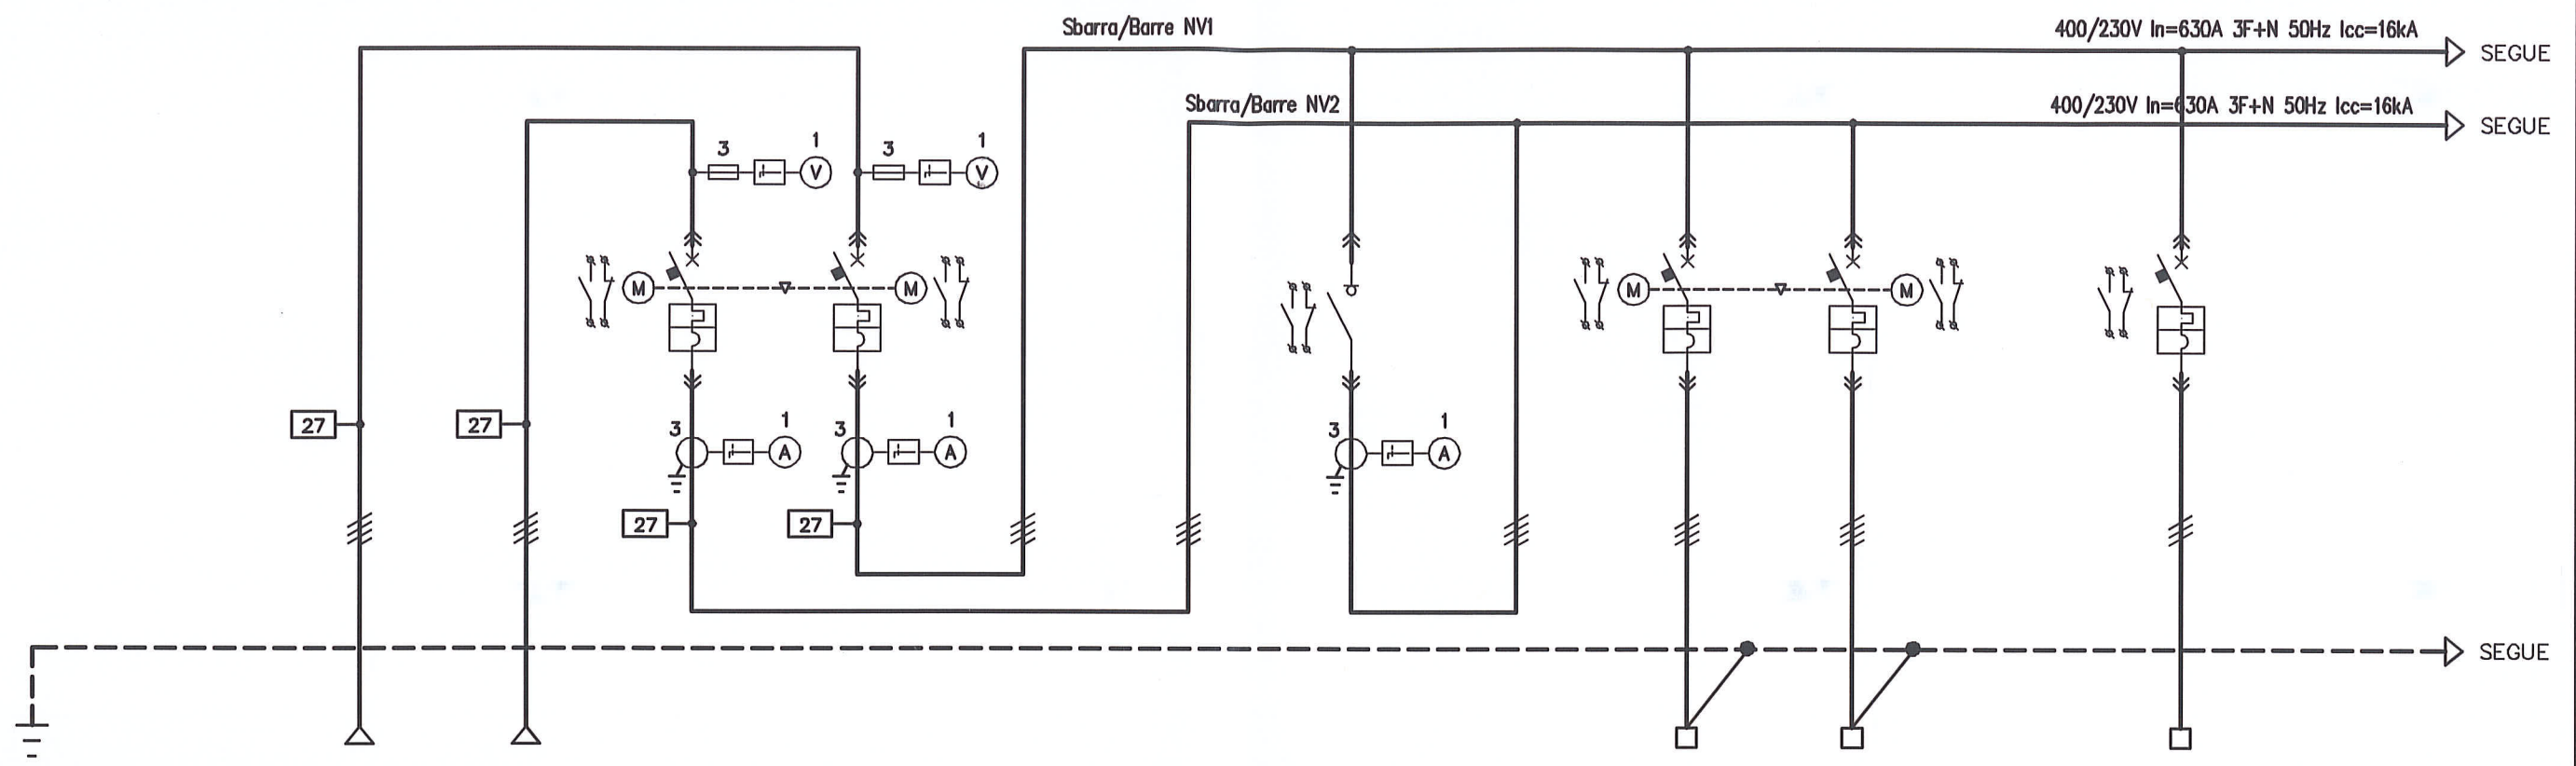 Sbarra/Barre NV1
400/230V In=630A 3F+N 50Hz Icc=16kA
SEGUE
Sbarra/Barre NV2
400/230V In=630A 3F+N 50Hz Icc=16kA
SEGUE
3 1 3 1
V V
M M M M
27 27
3 1 3 1 3 1
A A A
27 27
SEGUE